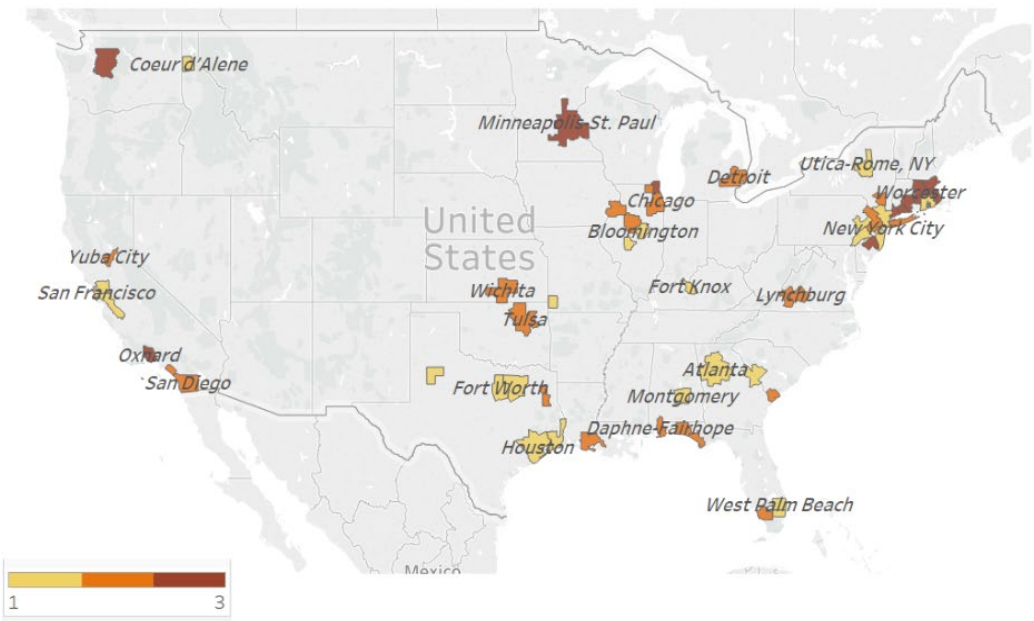 Coeur d'Alene
Minneapolis-St. Paul
Utica-Rome, NY
Detroit
Worcester
Chicago
United
States
Bloomington
New York City
Yuba City
San Francisco
Wichita
Fort Knox
Lynchburg
Tulsa
Oxnard
San Diego
Atlanta
Fort Worth
Montgomery
Daphne-Fairhope
Houston
West Palm Beach
Mexico
1
3